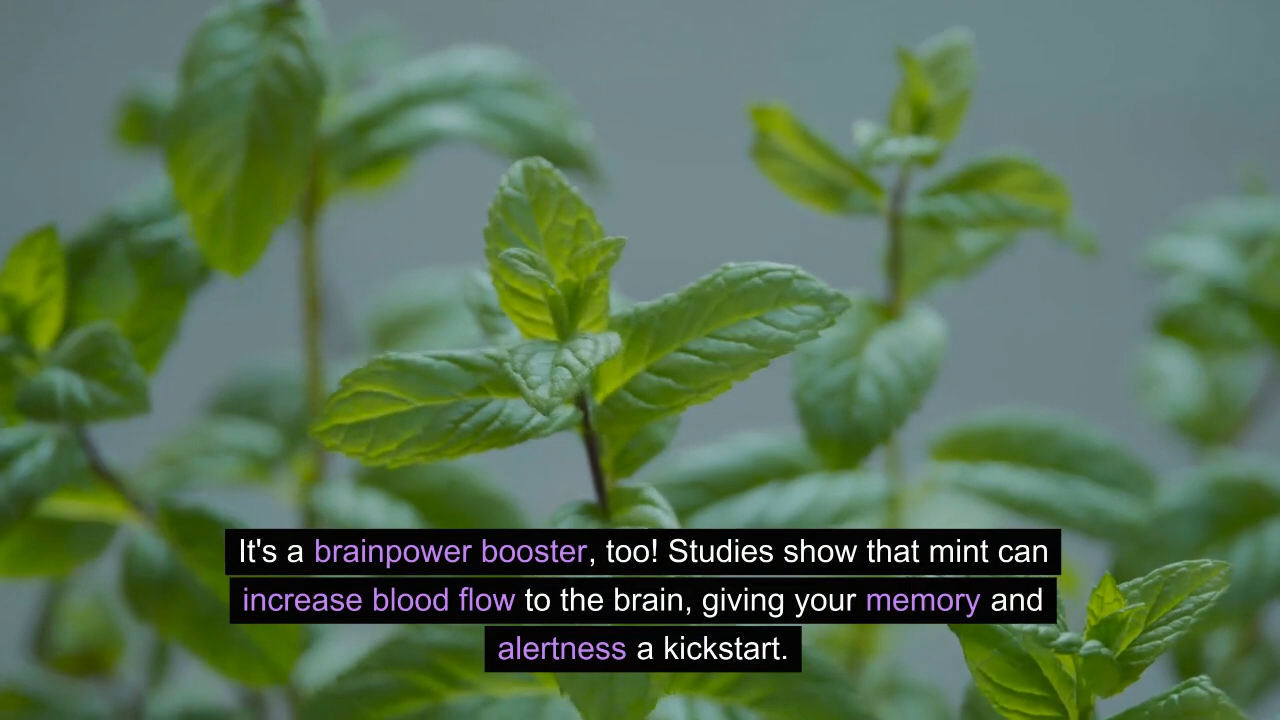 It's a brainpower booster, too! Studies show that mint can
increase blood flow to the brain, giving your memory and
alertness a kickstart.